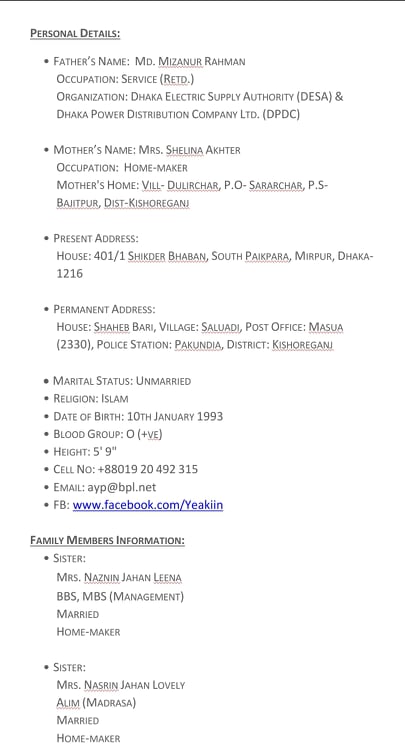 PERSONAL DETAILS:
• FATHER'S NAME: MD. MIZANUR RAHMAN
OCCUPATION: SERVICE (RETD.)
ORGANIZATION: DHAKA ELECTRIC SUPPLY AUTHORITY (DESA) &
DHAKA POWER DISTRIBUTION COMPANY LTD. (DPDC)
• MOTHER'S NAME: MRS. SHELINA AKHTER
OCCUPATION: HOME-MAKER
MOTHER'S HOME: VILL- DULIRCHAR, P.O- SARARCHAR, P.S-
BAJITPUR, DIST-KISHOREGANJ
• PRESENT ADDRESS:
HOUSE: 401/1 SHIKDER BHABAN, SOUTH PAIKPARA, MIRPUR, DHAKA-
1216
• PERMANENT ADDRESS:
HOUSE: SHAHEB BARI, VILLAGE: SALUADI, POST OFFICE: MASUA
(2330), POLICE STATION: PAKUNDIA, DISTRICT: KISHOREGANJ
• MARITAL STATUS: UNMARRIED
• RELIGION: ISLAM
• DATE OF BIRTH: 10TH JANUARY 1993
• BLOOD GROUP: O (+VE)
• HEIGHT: 5' 9"
• CELL NO: +88019 20 492 315
• EMAIL: ayp@bpl.net
• FB: www.facebook.com/Yeakiin
FAMILY MEMBERS INFORMATION:
• SISTER:
MRS. NAZNIN JAHAN LEENA
BBS, MBS (MANAGEMENT)
MARRIED
HOME-MAKER
• SISTER:
MRS. NASRIN JAHAN LOVELY
ALIM (MADRASA)
MARRIED
HOME-MAKER